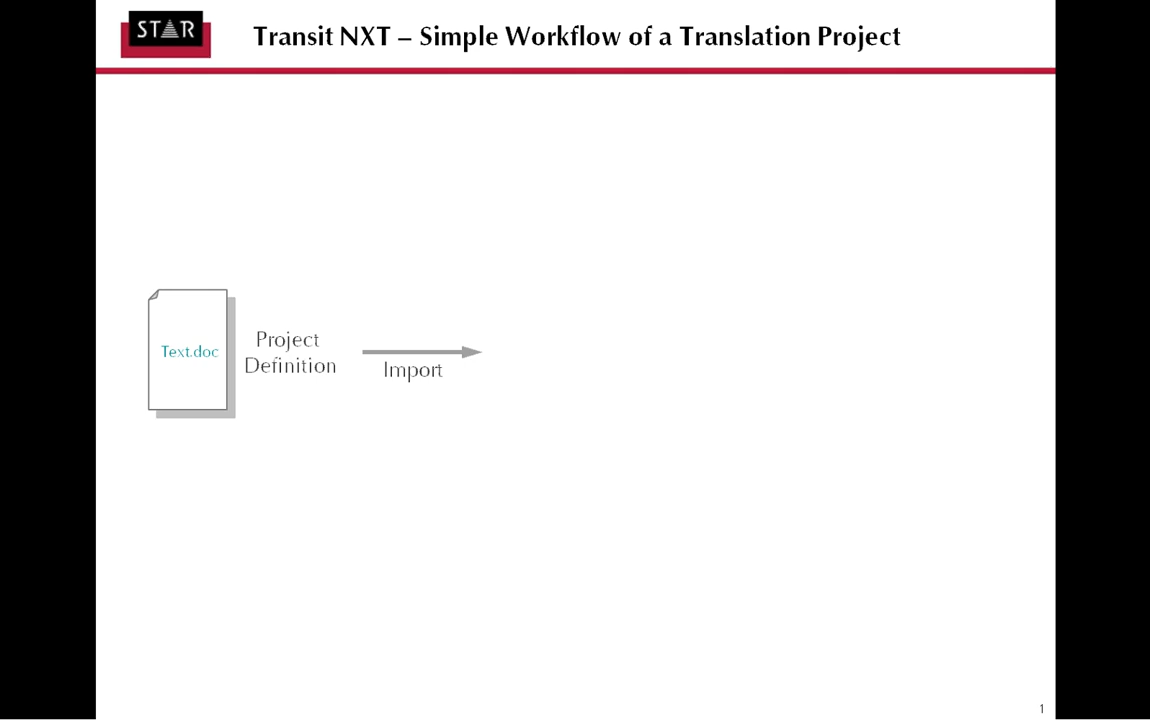 STAR
Transit NXT – Simple Workflow of a Translation Project
Text.doc
Project
Definition
Import
1